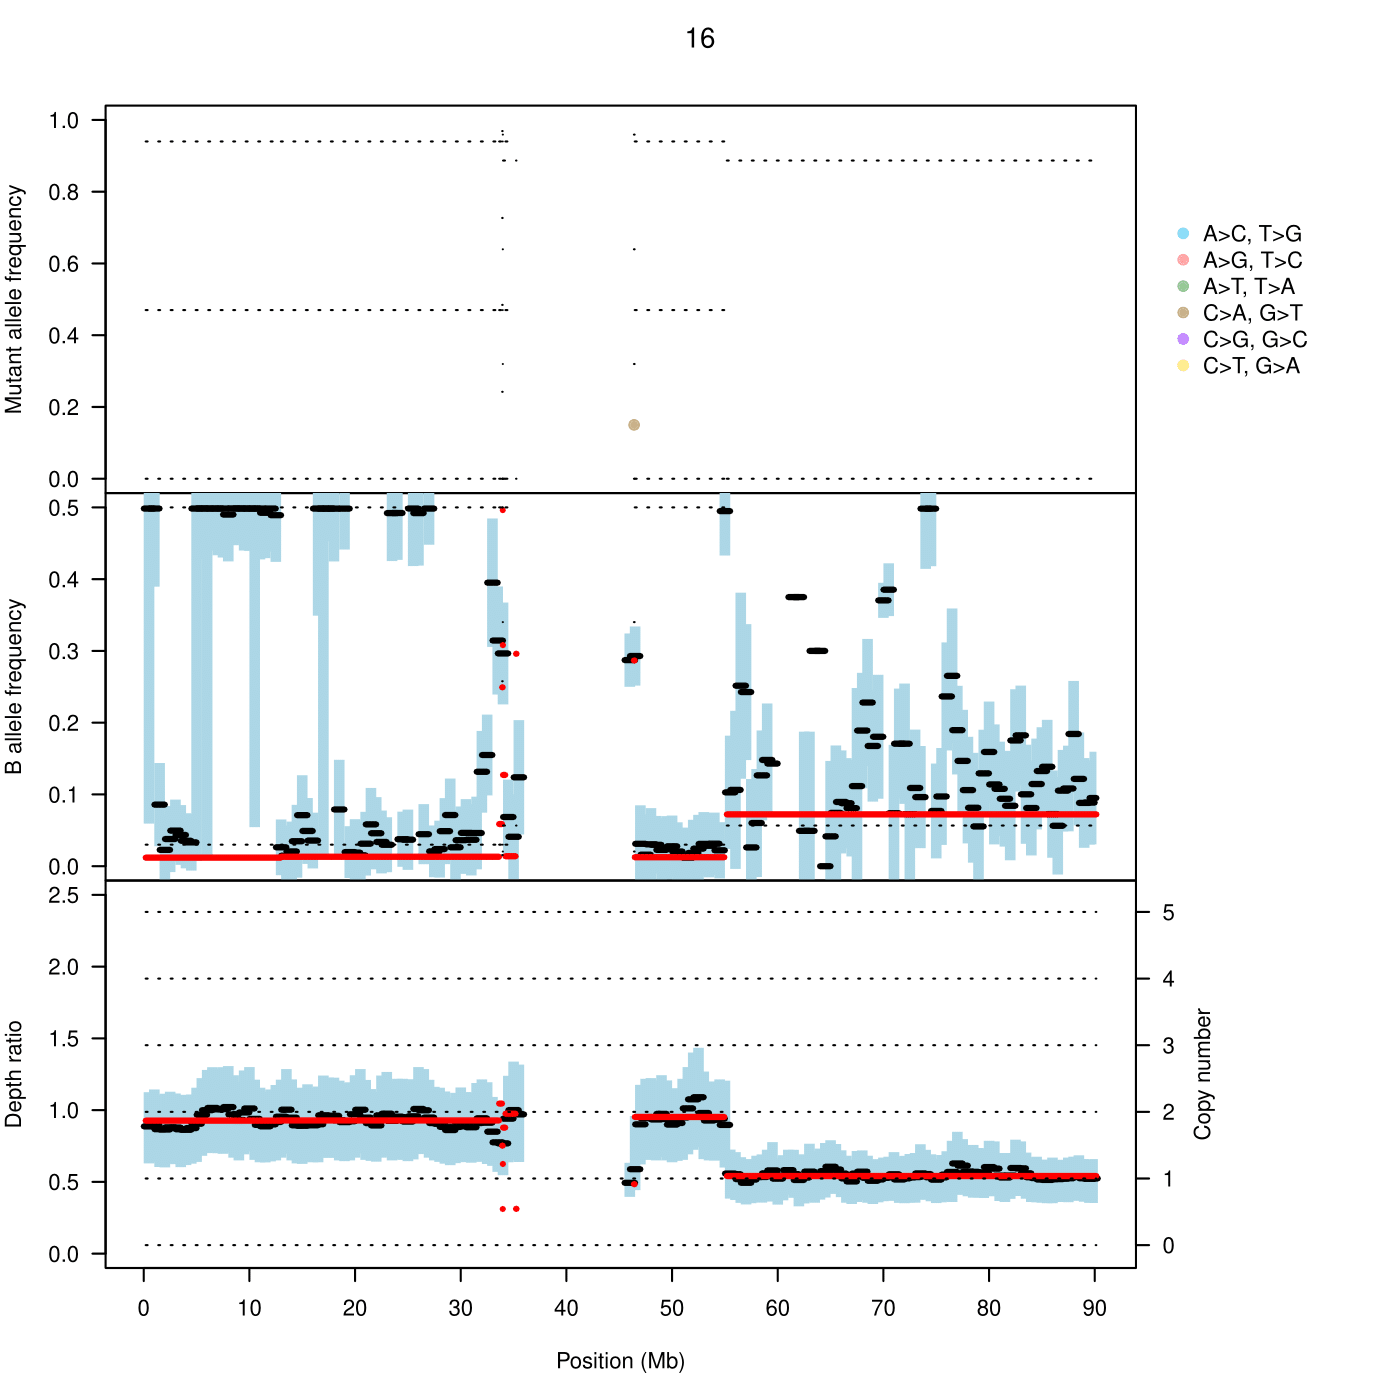 16
Mutant allele frequency
1.0
0.8
0.6
0.4
0.2
0.0
A>C, T>G
A>G, T>C
A>T, T>A
C>A, G>T
C>G, G>C
C>T, G>A
B allele frequency
0.5
0.4
0.3
0.2
0.1
0.0
Depth ratio
2.5
2.0
1.5
1.0
0.5
0.0
5
4
3
2
1
0
Copy number
0 10 20 30 40 50 60 70 80 90
Position (Mb)